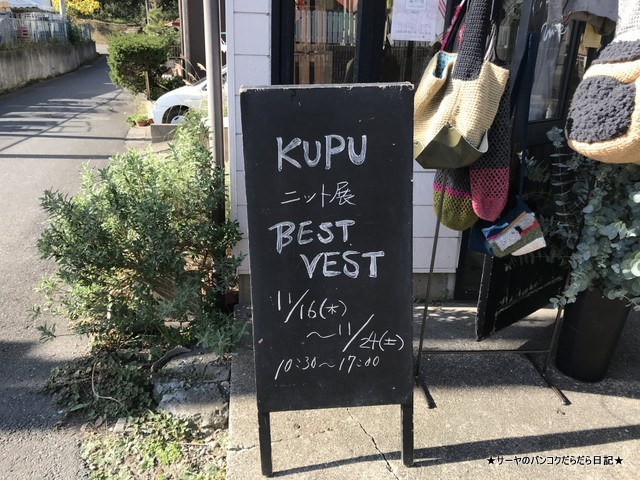 KUPU
ニット展
BEST
VEST
11/16(木)
〜11/24(土)
10:30〜17:00
★サーヤのバンコクだらだら日記★